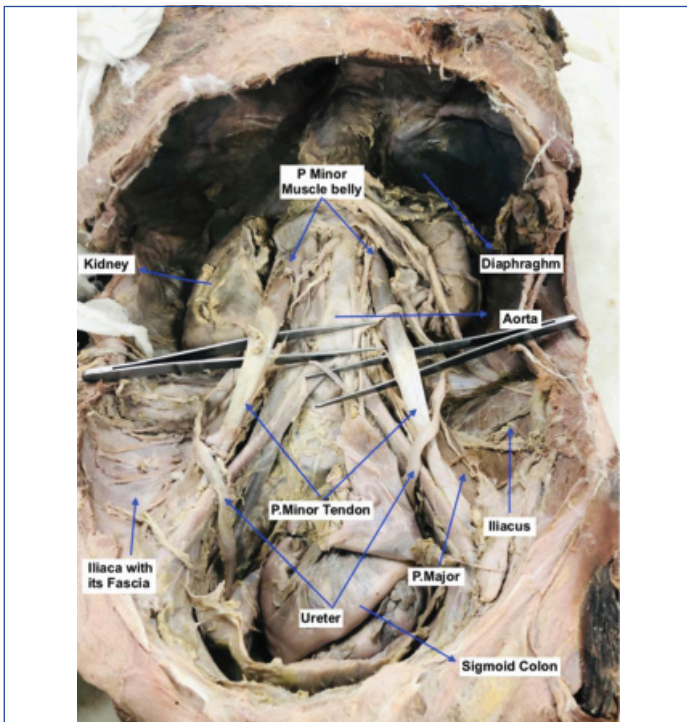 P Minor
Muscle belly
Kidney
Diaphraghm
Aorta
P.Minor Tendon
Iliacus
Iliaca with
its Fascia
P.Major
Ureter
Sigmoid Colon